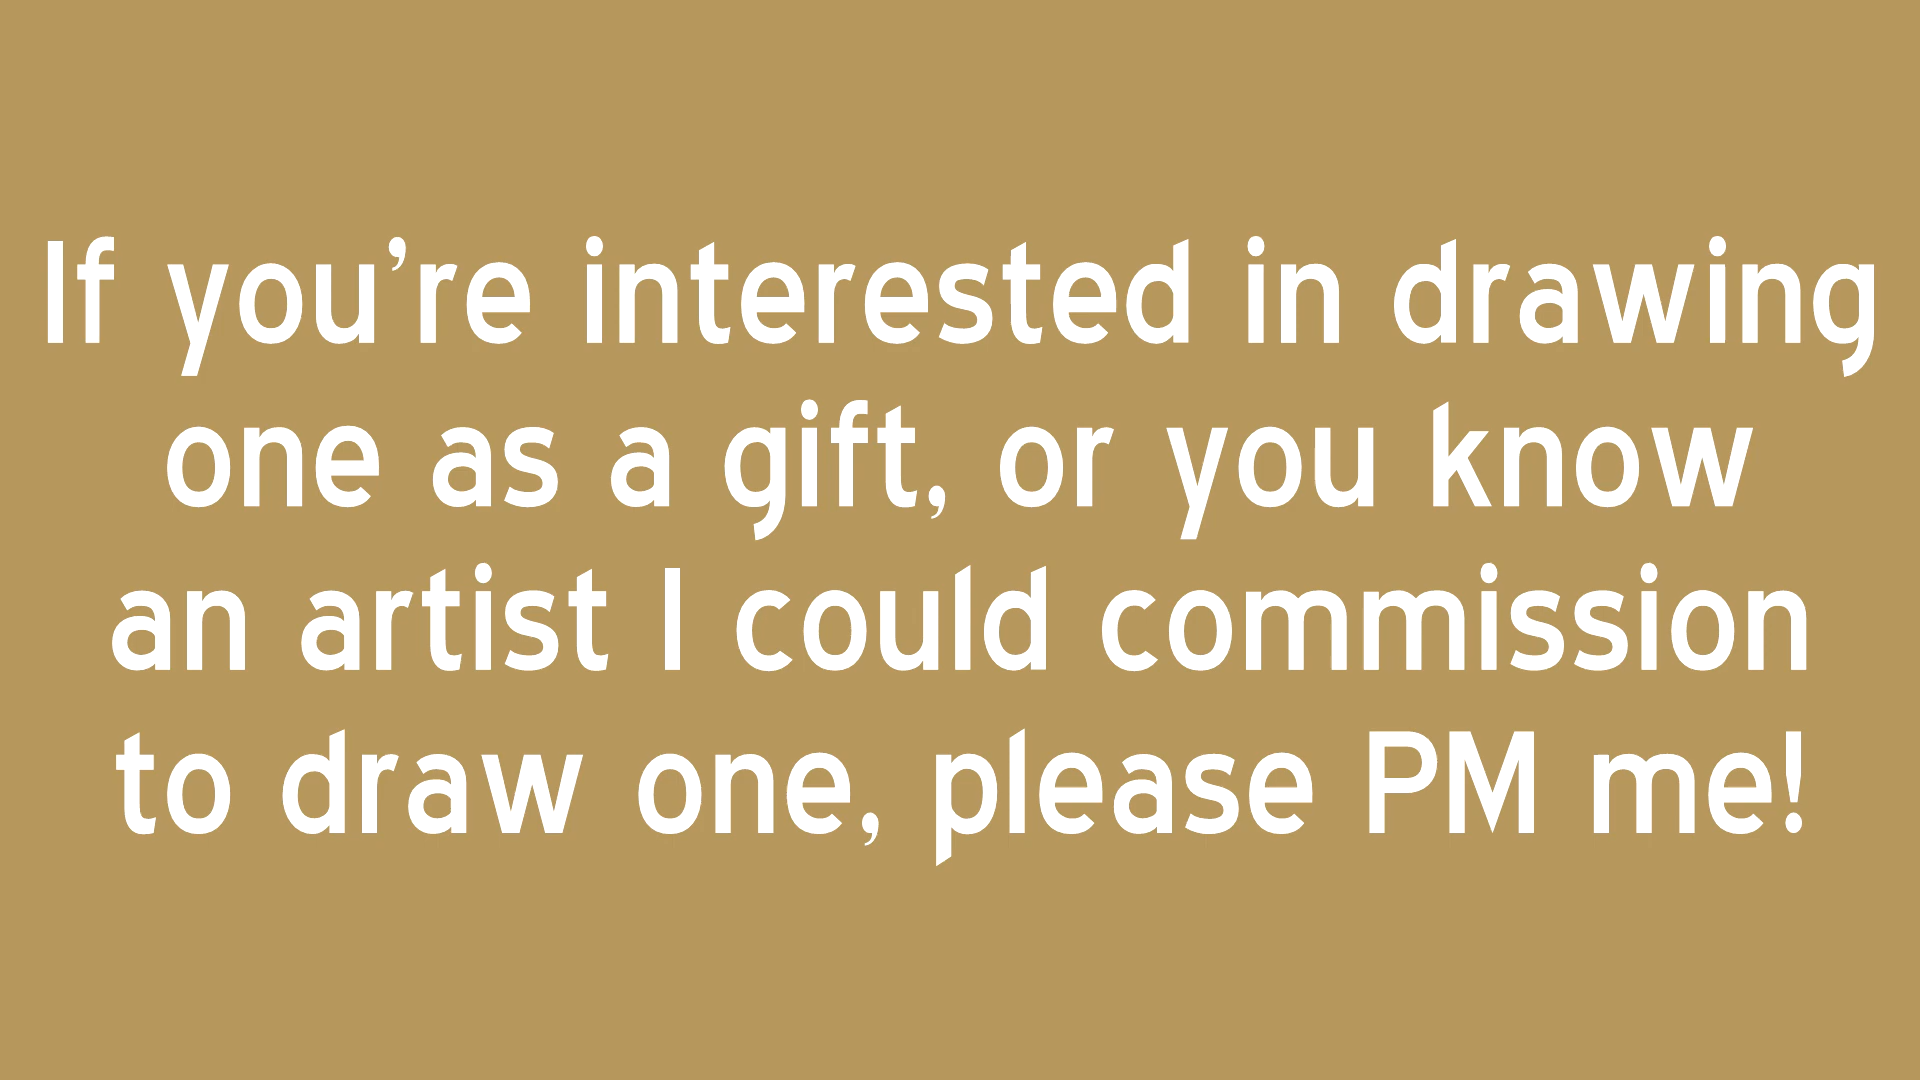 If you’re interested in drawing
one as a gift, or you know
an artist I could commission
to draw one, please PM me!